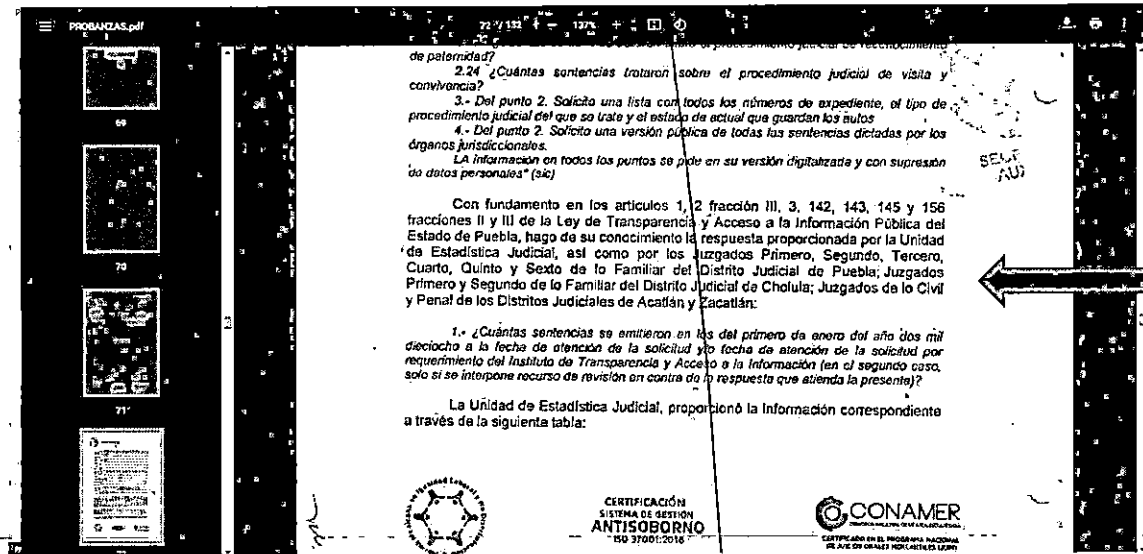 PROBANZAS.pdf
72 / 132
137%
69
70
71
de paternidad?
2.24 ¿Cuántas sentencias trataron sobre el procedimiento judicial de visita y
convivencia?
3.- Del punto 2. Solicito una lista con todos los números de expediente, el tipo de
procedimiento judicial del que se trate y el estado de actual que guardan los autos
4.- Del punto 2. Solicito una versión pública de todas las sentencias dictadas por los
órganos jurisdiccionales.
LA información en todos los puntos se pide en su versión digitalizada y con supresión
de datos personales" (sic)
Con fundamento en los artículos 1, 2 fracción III, 3, 142, 143, 145 y 156
fracciones II y III de la Ley de Transparencia y Acceso a la Información Pública del
Estado de Puebla, hago de su conocimiento la respuesta proporcionada por la Unidad
de Estadística Judicial, así como por los Juzgados Primero, Segundo, Tercero,
Cuarto, Quinto y Sexto de lo Familiar del Distrito Judicial de Puebla; Juzgados
Primero y Segundo de lo Familiar del Distrito Judicial de Cholula; Juzgados de lo Civil
y Penal de los Distritos Judiciales de Acatlán y Zacatlán:
1.- ¿Cuántas sentencias se emitieron en los del primero de enero del año dos mil
dieciocho a la fecha de atención de la solicitud y/o fecha de atención de la solicitud por
requerimiento del Instituto de Transparencia y Acceso a la Información (en el segundo caso,
solo si se interpone recurso de revisión en contra de la respuesta que atienda la presente)?
La Unidad de Estadística Judicial, proporcionó la información correspondiente
a través de la siguiente tabla:
CERTIFICACIÓN
SISTEMA DE GESTIÓN
ANTISOBORNO
ISO 37001:2016
CONAMER